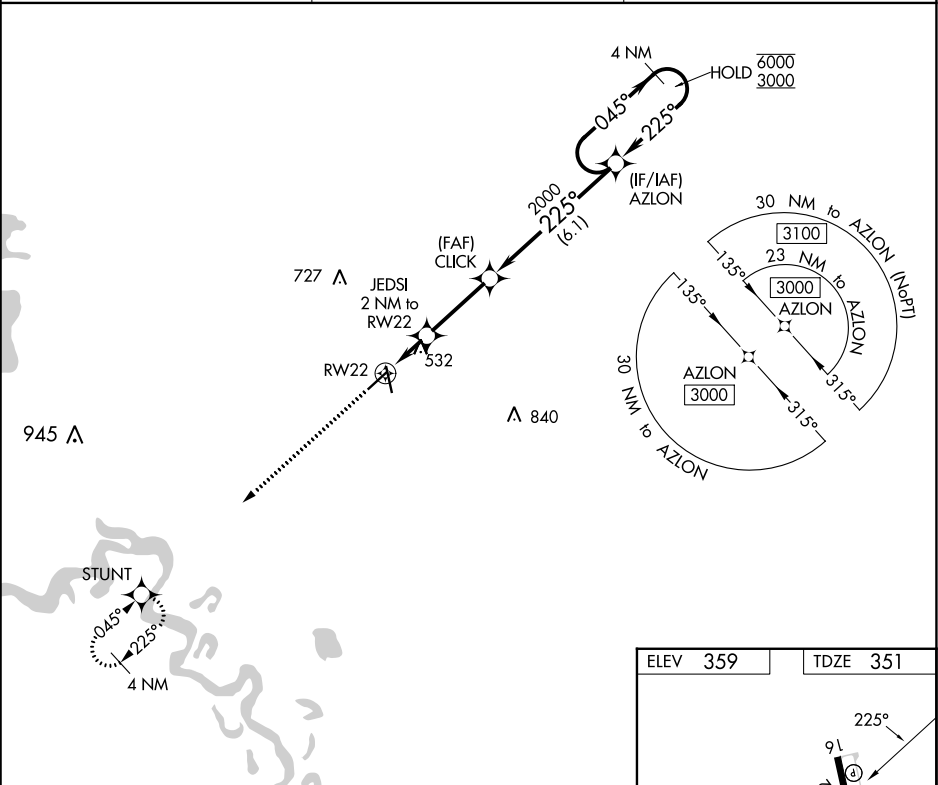 4 NM
HOLD 6000
3000
045°
225°
(IF/IAF)
AZLON
2000
225°
(6.1)
(FAF)
CLICK
727
JEDSI
2 NM to
RW22
532
RW22
945
840
30 NM to AZLON (NoPT)
3100
135°
23 NM to AZLON
3000
AZLON
315°
135°
AZLON
3000
315°
30 NM to AZLON
STUNT
045°
225°
4 NM
ELEV 359
TDZE 351
225°
16
P